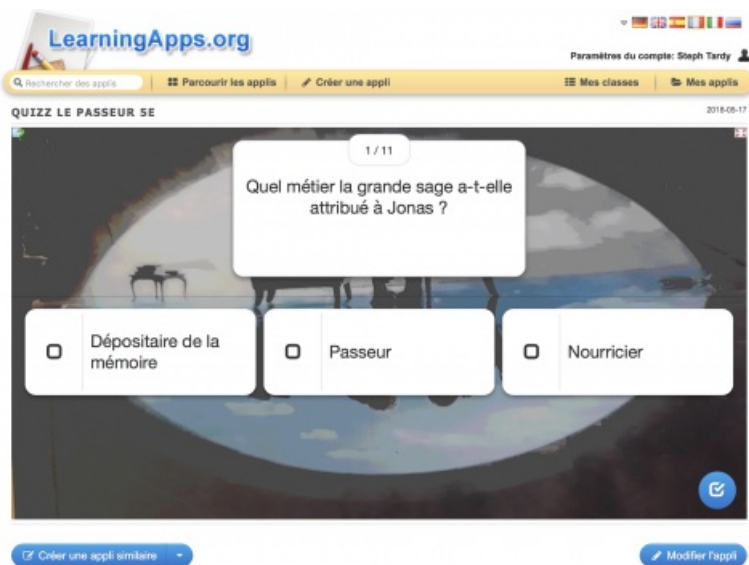 LearningApps.org
Paramètres du compte: Steph Tardy
Rechercher des applis
Parcourir les applis
Créer une appli
Mes classes
Mes applis
QUIZZ LE PASSEUR 5E
2018-05-17
1 / 11
Quel métier la grande sage a-t-elle
attribué à Jonas ?
Dépositaire de la
mémoire
Passeur
Nourricier
Créer une appli similaire
Modifier l'appli